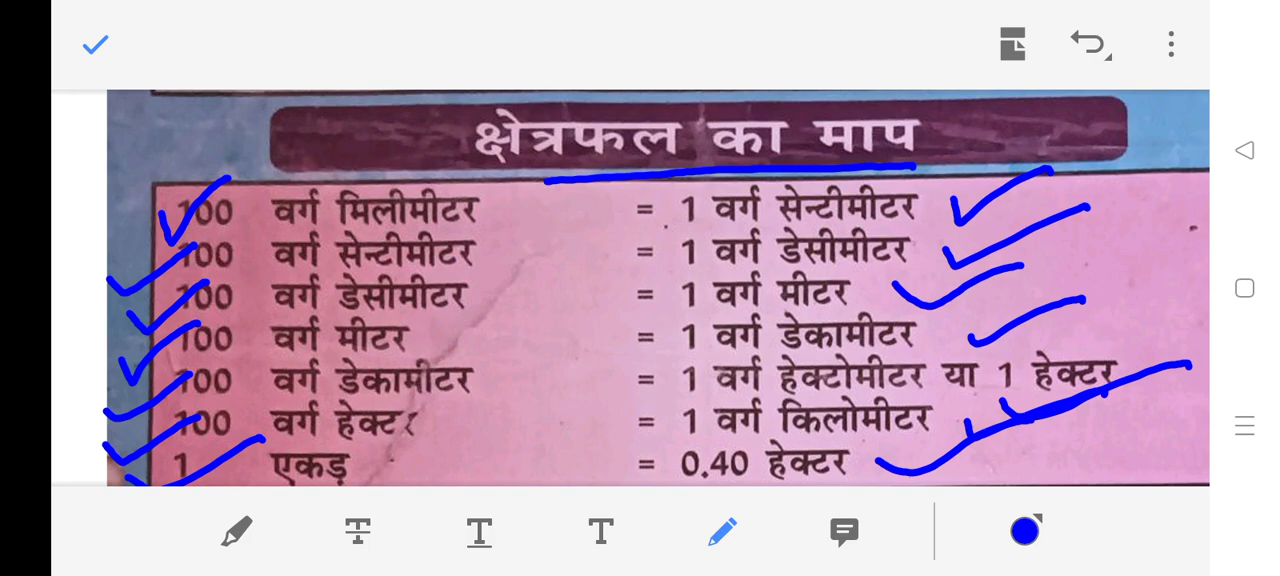 क्षेत्रफल का माप
100 वर्ग मिलीमीटर = 1 वर्ग सेन्टीमीटर
100 वर्ग सेन्टीमीटर = 1 वर्ग डेसीमीटर
100 वर्ग डेसीमीटर = 1 वर्ग मीटर
100 वर्ग मीटर = 1 वर्ग डेकामीटर
100 वर्ग डेकामीटर = 1 वर्ग हेक्टोमीटर या 1 हेक्टर
100 वर्ग हेक्टर = 1 वर्ग किलोमीटर
1 एकड़ = 0.40 हेक्टर
T T T